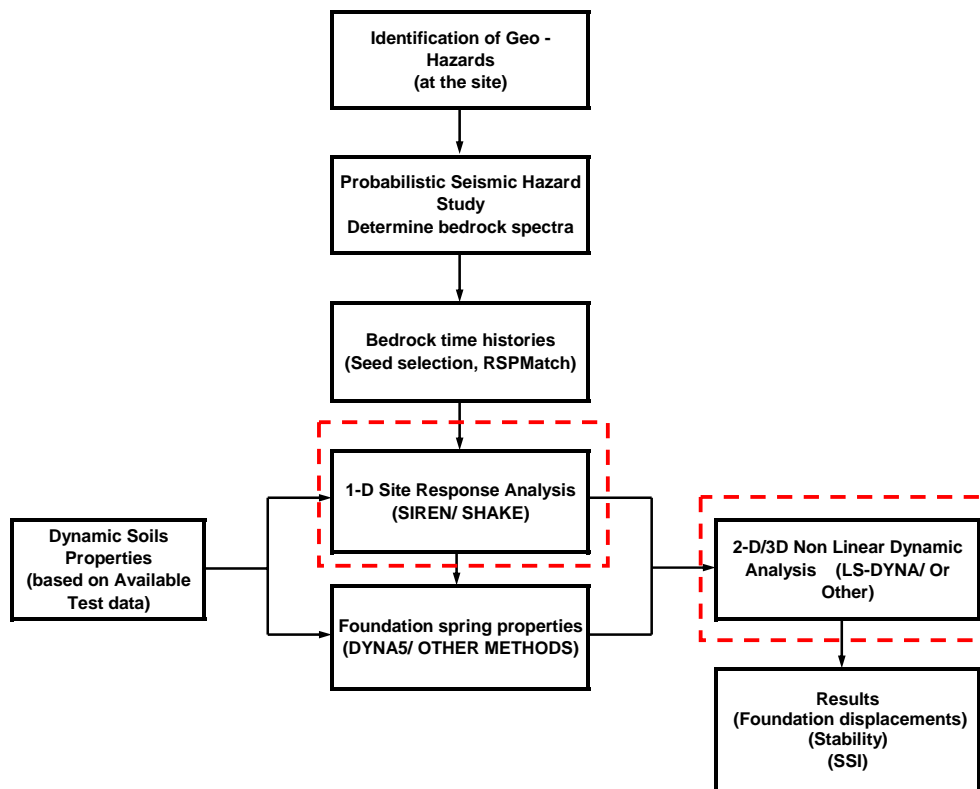 Identification of Geo -
Hazards
(at the site)
Probabilistic Seismic Hazard
Study
Determine bedrock spectra
Bedrock time histories
(Seed selection, RSPMatch)
1-D Site Response Analysis
(SIREN/ SHAKE)
Dynamic Soils
Properties
(based on Available
Test data)
Foundation spring properties
(DYNA5/ OTHER METHODS)
2-D/3D Non Linear Dynamic
Analysis (LS-DYNA/ Or
Other)
Results
(Foundation displacements)
(Stability)
(SSI)